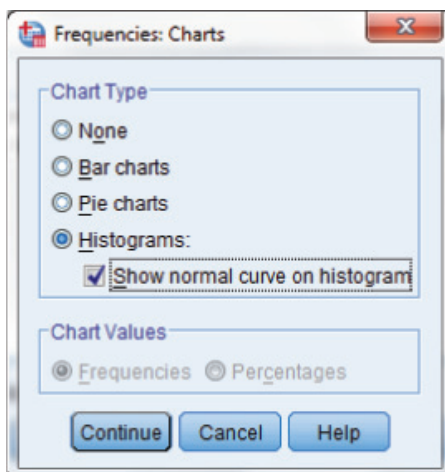 Frequencies: Charts
Chart Type
None
Bar charts
Pie charts
Histograms:
Show normal curve on histogram
Chart Values
Frequencies Percentages
Continue Cancel Help